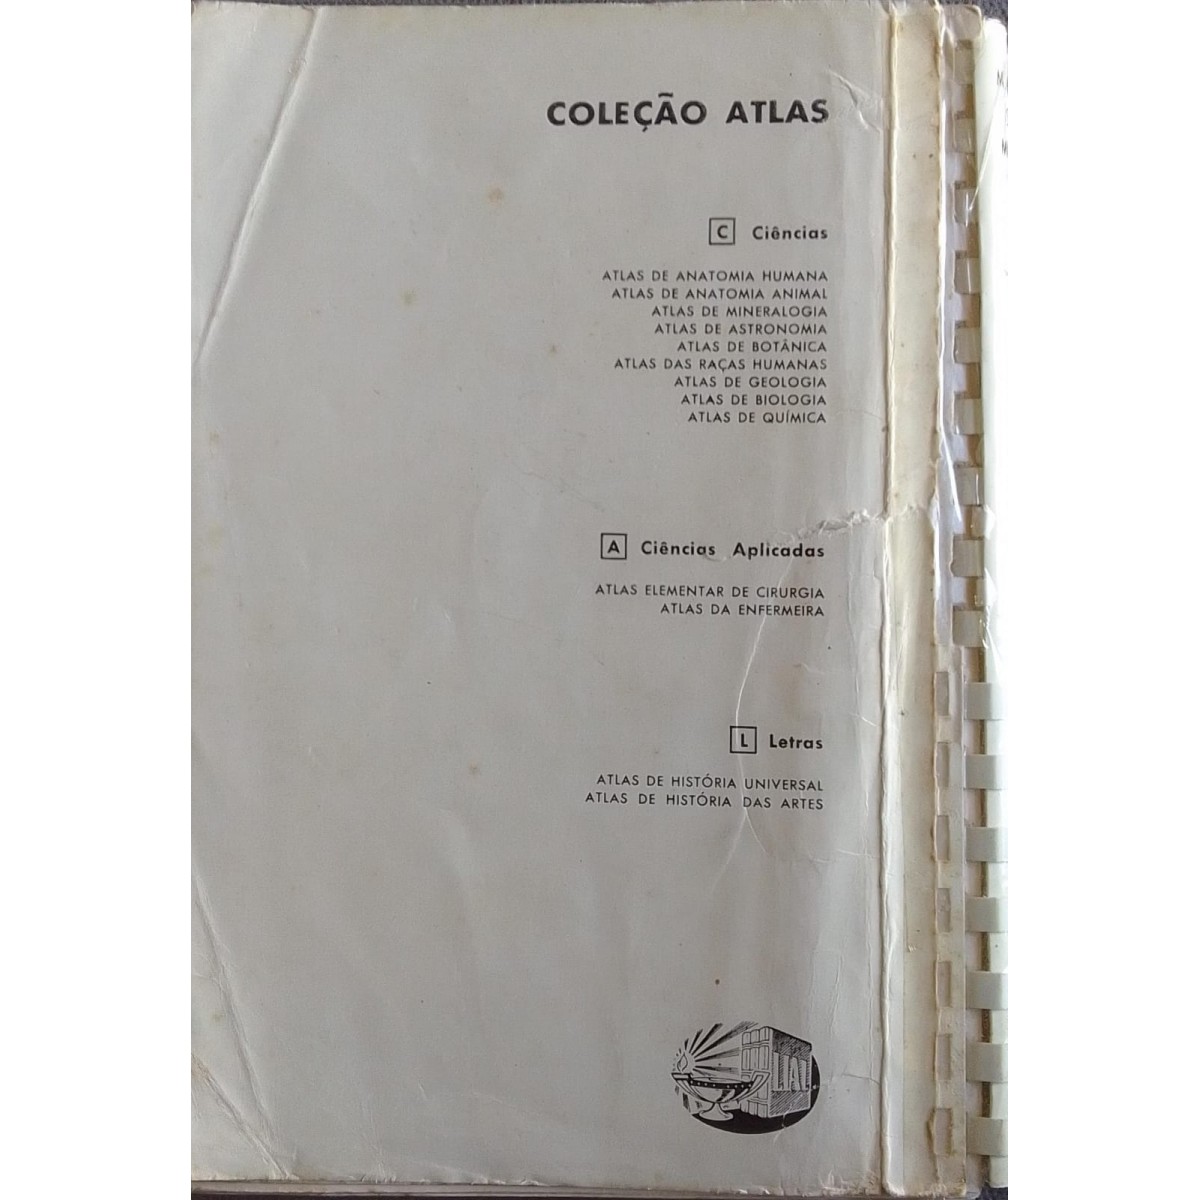 COLEÇÃO ATLAS
C Ciências
ATLAS DE ANATOMIA HUMANA
ATLAS DE ANATOMIA ANIMAL
ATLAS DE MINERALOGIA
ATLAS DE ASTRONOMIA
ATLAS DE BOTÂNICA
ATLAS DAS RAÇAS HUMANAS
ATLAS DE GEOLOGIA
ATLAS DE BIOLOGIA
ATLAS DE QUÍMICA
A Ciências Aplicadas
ATLAS ELEMENTAR DE CIRURGIA
ATLAS DA ENFERMEIRA
L Letras
ATLAS DE HISTÓRIA UNIVERSAL
ATLAS DE HISTÓRIA DAS ARTES